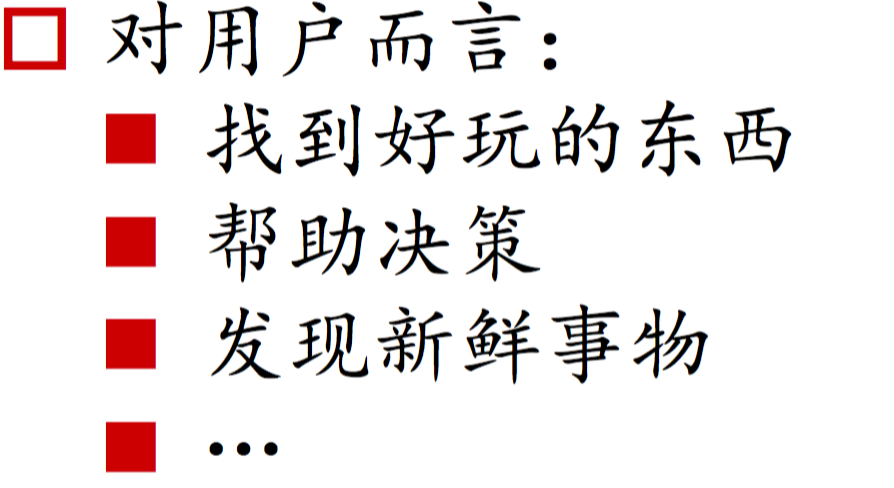 对用户而言：
找到好玩的东西
帮助决策
发现新鲜事物
…